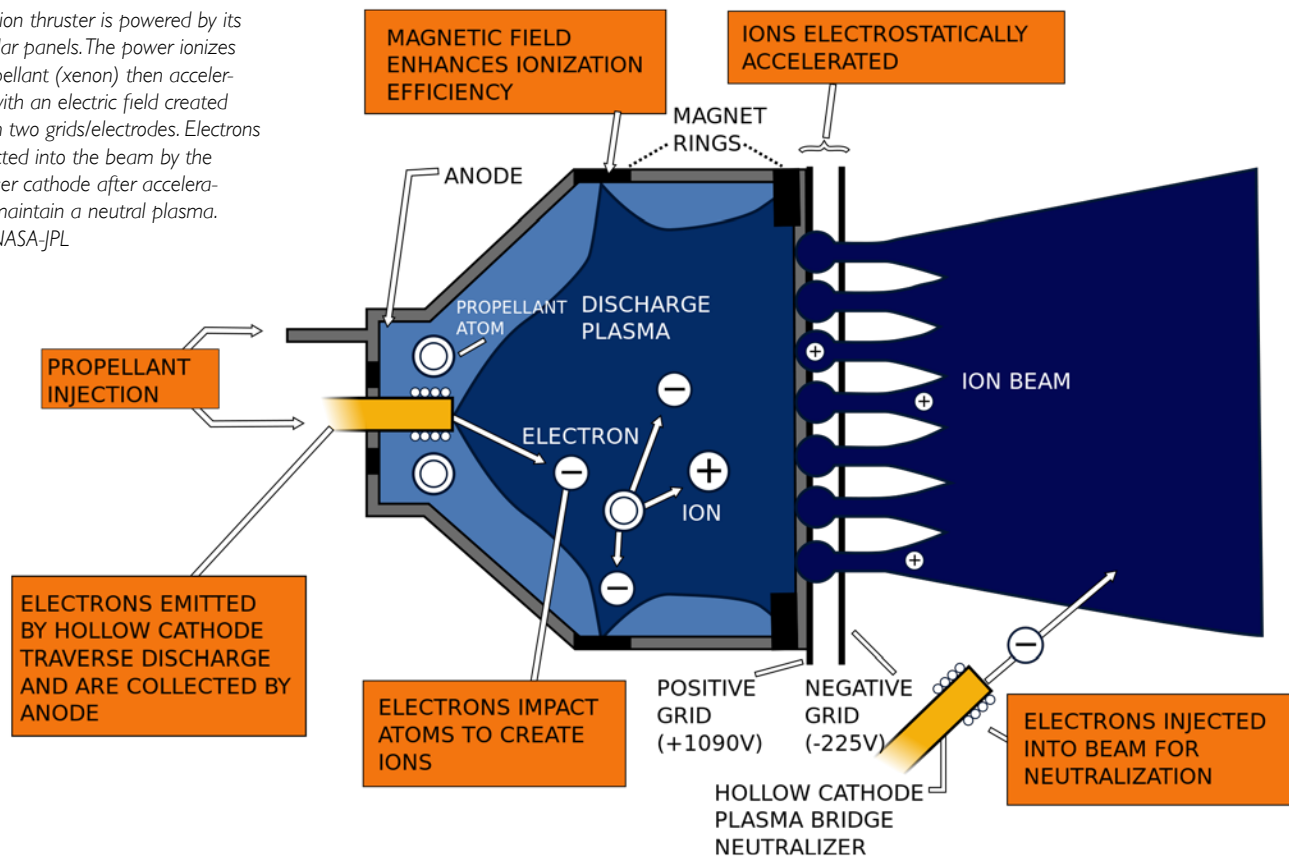 ion thruster is powered by its
panels. The power ionizes
(xenon) then acceler-
with an electric field created
two grids/electrodes. Electrons
into the beam by the
cathode after accelera-
maintain a neutral plasma.
NASA-JPL
MAGNETIC FIELD
ENHANCES IONIZATION
EFFICIENCY
IONS ELECTROSTATICALLY
ACCELERATED
MAGNET
RINGS
ANODE
PROPELLANT
ATOM
DISCHARGE
PLASMA
PROPELLANT
INJECTION
ION BEAM
ELECTRON
ION
ELECTRONS EMITTED
BY HOLLOW CATHODE
TRAVERSE DISCHARGE
AND ARE COLLECTED BY
ANODE
ELECTRONS IMPACT
ATOMS TO CREATE
IONS
POSITIVE
GRID
(+1090V)
NEGATIVE
GRID
(-225V)
ELECTRONS INJECTED
INTO BEAM FOR
NEUTRALIZATION
HOLLOW CATHODE
PLASMA BRIDGE
NEUTRALIZER